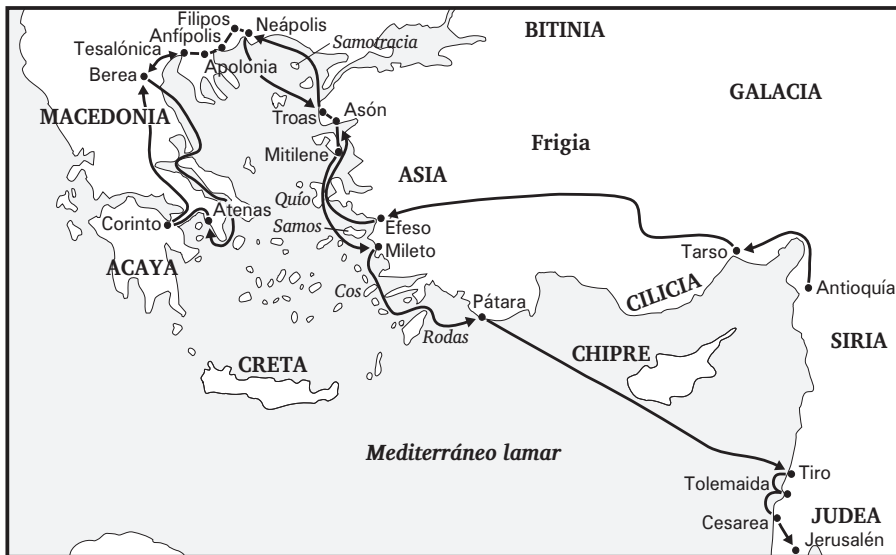 Filipos
Neápolis
Anfípolis
Tesalónica
Samotracia
BITINIA
Berea
Apolonia
GALACIA
MACEDONIA
Troas
Asón
Mitilene
Frigia
ASIA
Quío
Atenas
Corinto
Samos
Efeso
Mileto
Tarso
ACAYA
Cos
Pátara
CILICIA
Antioquía
Rodas
CHIPRE
SIRIA
CRETA
Mediterráneo lamar
Tiro
Tolemaida
Cesarea
JUDEA
Jerusalén